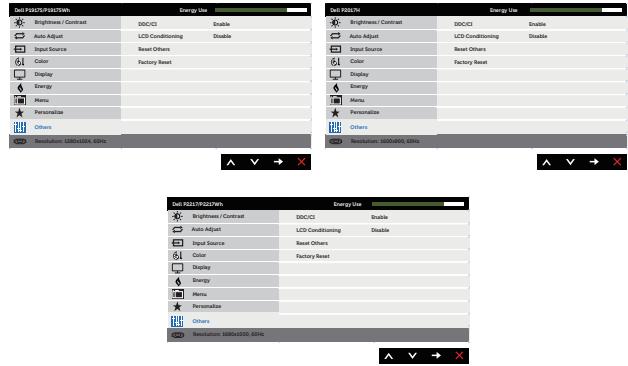 Dell P1917S/P1917SWh Energy Use
Brightness / Contrast DDC/CI Enable
Auto Adjust LCD Conditioning Disable
Input Source Reset Others
Color Factory Reset
Display
Energy
Menu
Personalize
Others
Resolution: 1280x1024, 60Hz
Dell P2017H Energy Use
Brightness / Contrast DDC/CI Enable
Auto Adjust LCD Conditioning Disable
Input Source Reset Others
Color Factory Reset
Display
Energy
Menu
Personalize
Others
Resolution: 1600x900, 60Hz
Dell P2217/P2217Wh Energy Use
Brightness / Contrast DDC/CI Enable
Auto Adjust LCD Conditioning Disable
Input Source Reset Others
Color Factory Reset
Display
Energy
Menu
Personalize
Others
Resolution: 1680x1050, 60Hz